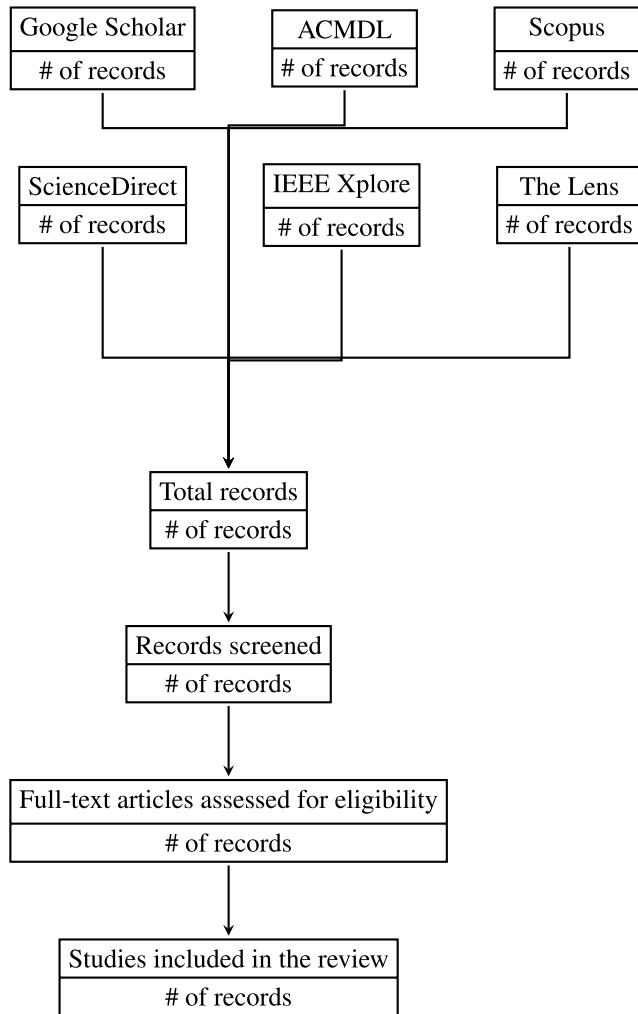 Google Scholar
# of records
ACMDL
# of records
Scopus
# of records
ScienceDirect
# of records
IEEE Xplore
# of records
The Lens
# of records
Total records
# of records
Records screened
# of records
Full-text articles assessed for eligibility
# of records
Studies included in the review
# of records